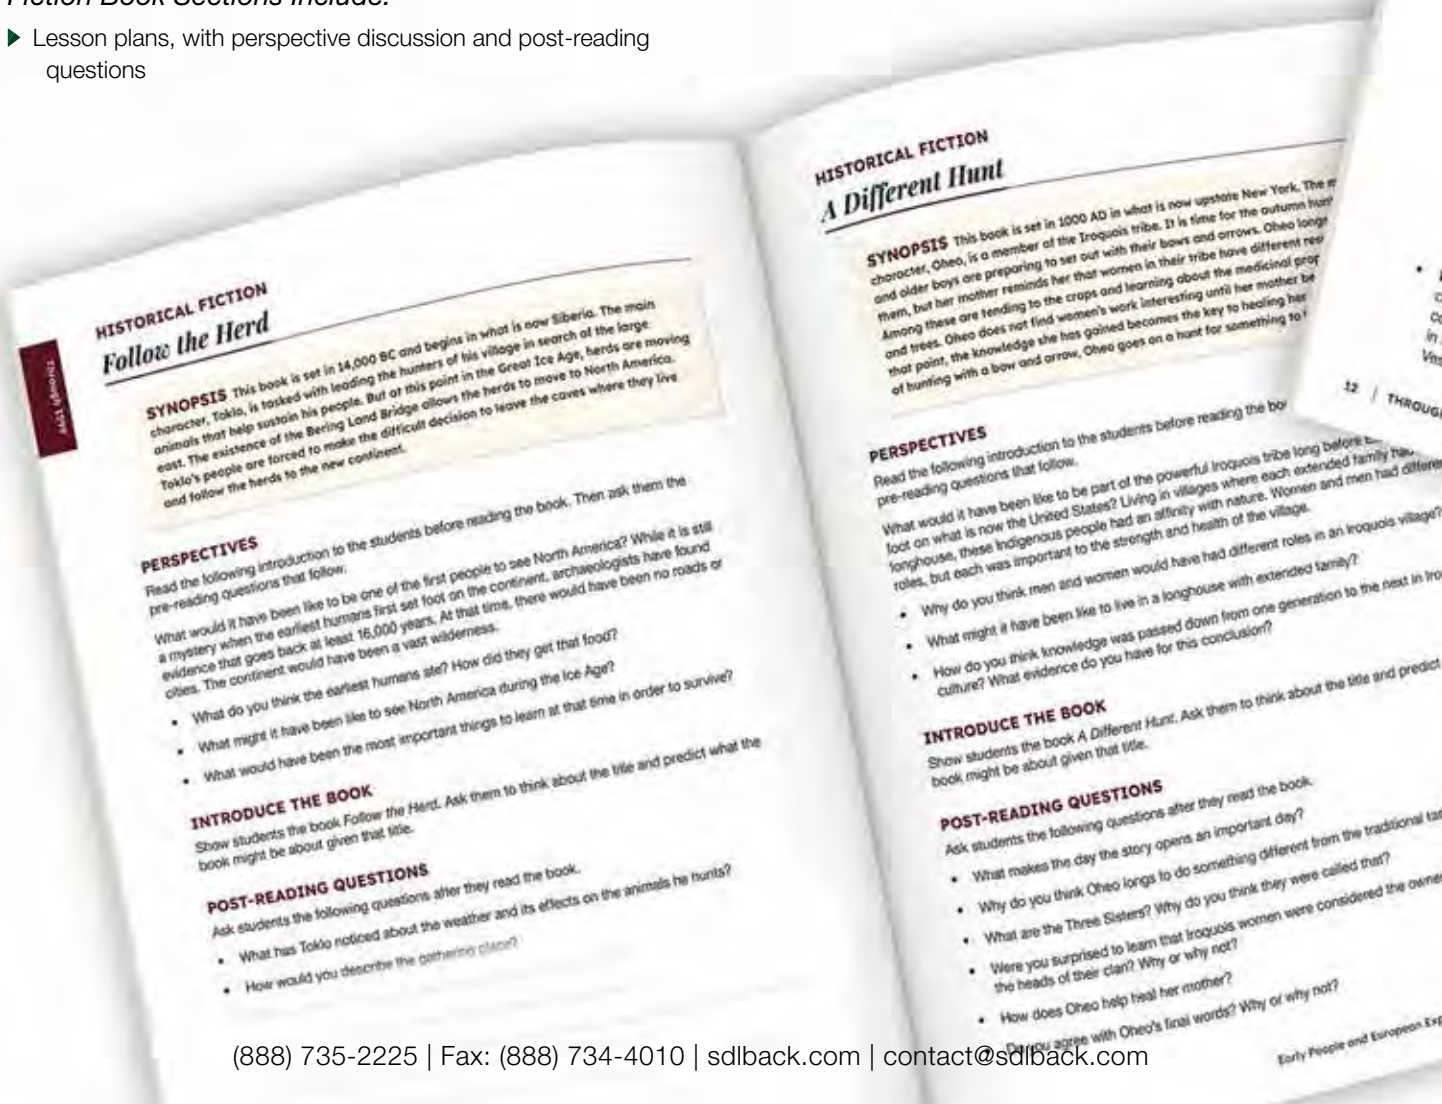 Fiction Book Sections Include:
Lesson plans, with perspective discussion and post-reading
questions
THROUGH 1799
HISTORICAL FICTION
Follow the Herd
SYNOPSIS This book is set in 14,000 BC and begins in what is now Siberia. The main
character, Toklo, is tasked with leading the hunters of his village in search of the large
animals that help sustain his people. But at this point in the Great Ice Age, herds are moving
east. The existence of the Bering Land Bridge allows the herds to move to North America.
Toklo's people are forced to make the difficult decision to leave the caves where they live
and follow the herds to the new continent.
PERSPECTIVES
Read the following introduction to the students before reading the book. Then ask them the
pre-reading questions that follow.
What would it have been like to be one of the first people to see North America? While it is still
a mystery when the earliest humans first set foot on the continent, archaeologists have found
evidence that goes back at least 16,000 years. At that time, there would have been no roads or
cities. The continent would have been a vast wilderness.
• What do you think the earliest humans ate? How did they get that food?
• What might it have been like to see North America during the Ice Age?
• What would have been the most important things to learn at that time in order to survive?
INTRODUCE THE BOOK
Show students the book Follow the Herd. Ask them to think about the title and predict what the
book might be about given that title.
POST-READING QUESTIONS
Ask students the following questions after they read the book.
• What has Toklo noticed about the weather and its effects on the animals he hunts?
• How would you describe the gathering place?
HISTORICAL FICTION
A Different Hunt
SYNOPSIS This book is set in 1000 AD in what is now upstate New York. The
character, Oheo, is a member of the Iroquois tribe. It is time for the autumn hunt
and older boys are preparing to set out with their bows and arrows. Oheo longs
them, but her mother reminds her that women in their tribe have different
Among these are tending to the crops and learning about the medicinal
and trees. Oheo does not find women's work interesting until her mother
that point, the knowledge she has gained becomes the key to healing her
of hunting with a bow and arrow, Oheo goes on a hunt for something to
PERSPECTIVES
Read the following introduction to the students before reading the
pre-reading questions that follow.
What would it have been like to be part of the powerful Iroquois tribe long before
foot on what is now the United States? Living in villages where each extended family
longhouse, these Indigenous people had an affinity with nature. Women and men had
roles, but each was important to the strength and health of the village.
• Why do you think men and women would have had different roles in an Iroquois village?
• What might it have been like to live in a longhouse with extended family?
• How do you think knowledge was passed down from one generation to the next in
culture? What evidence do you have for this conclusion?
INTRODUCE THE BOOK
Show students the book A Different Hunt. Ask them to think about the title and predict
book might be about given that title.
POST-READING QUESTIONS
Ask students the following questions after they read the book.
• What makes the day the story opens an important day?
• Why do you think Oheo longs to do something different from the traditional
• What are the Three Sisters? Why do you think they were called that?
• Were you surprised to learn that Iroquois women were considered the
the heads of their clan? Why or why not?
• How does Oheo help heal her mother?
• Do you agree with Oheo's final words? Why or why not?
Early People and European
12 | THROUGH
(888) 735-2225 | Fax: (888) 734-4010 | sdlback.com | contact@sdlback.com